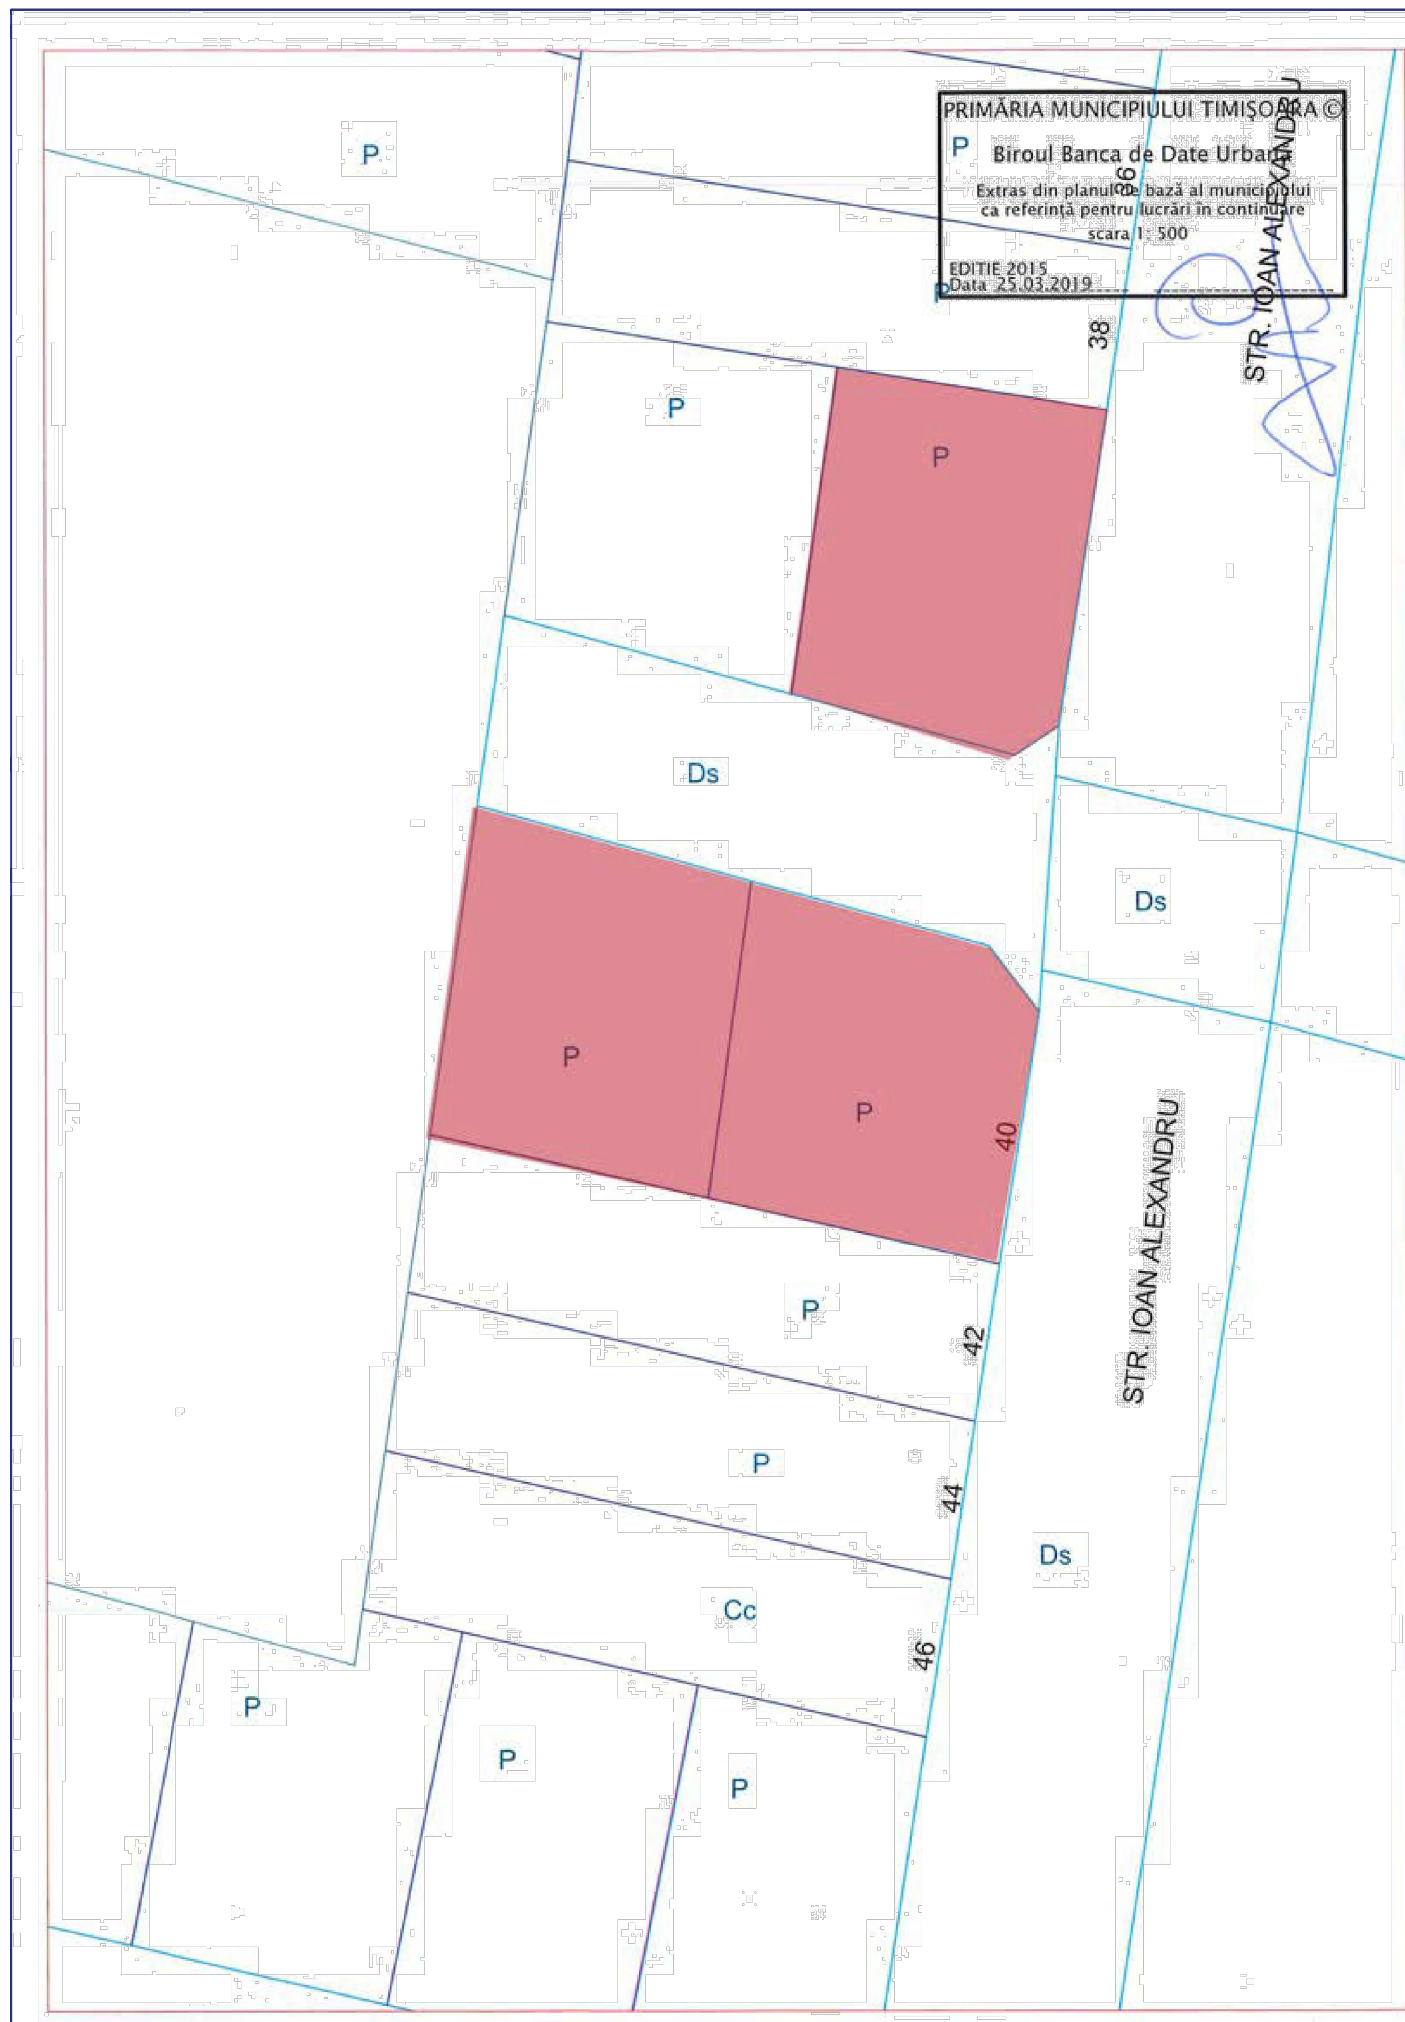 P
PRIMĂRIA MUNICIPIULUI TIMIŞOARA ©
P
Biroul Banca de Date Urbane
36
Extras din planul de bază al municipiului
ca referinţă pentru lucrări în continuare
scara 1: 500
EDITIE 2015
Data 25.03.2019
P
STR. IOAN ALEXANDRU
38
P
P
Ds
Ds
P
P
40
STR. IOAN ALEXANDRU
P
42
P
44
Ds
Cc
46
P
P
P